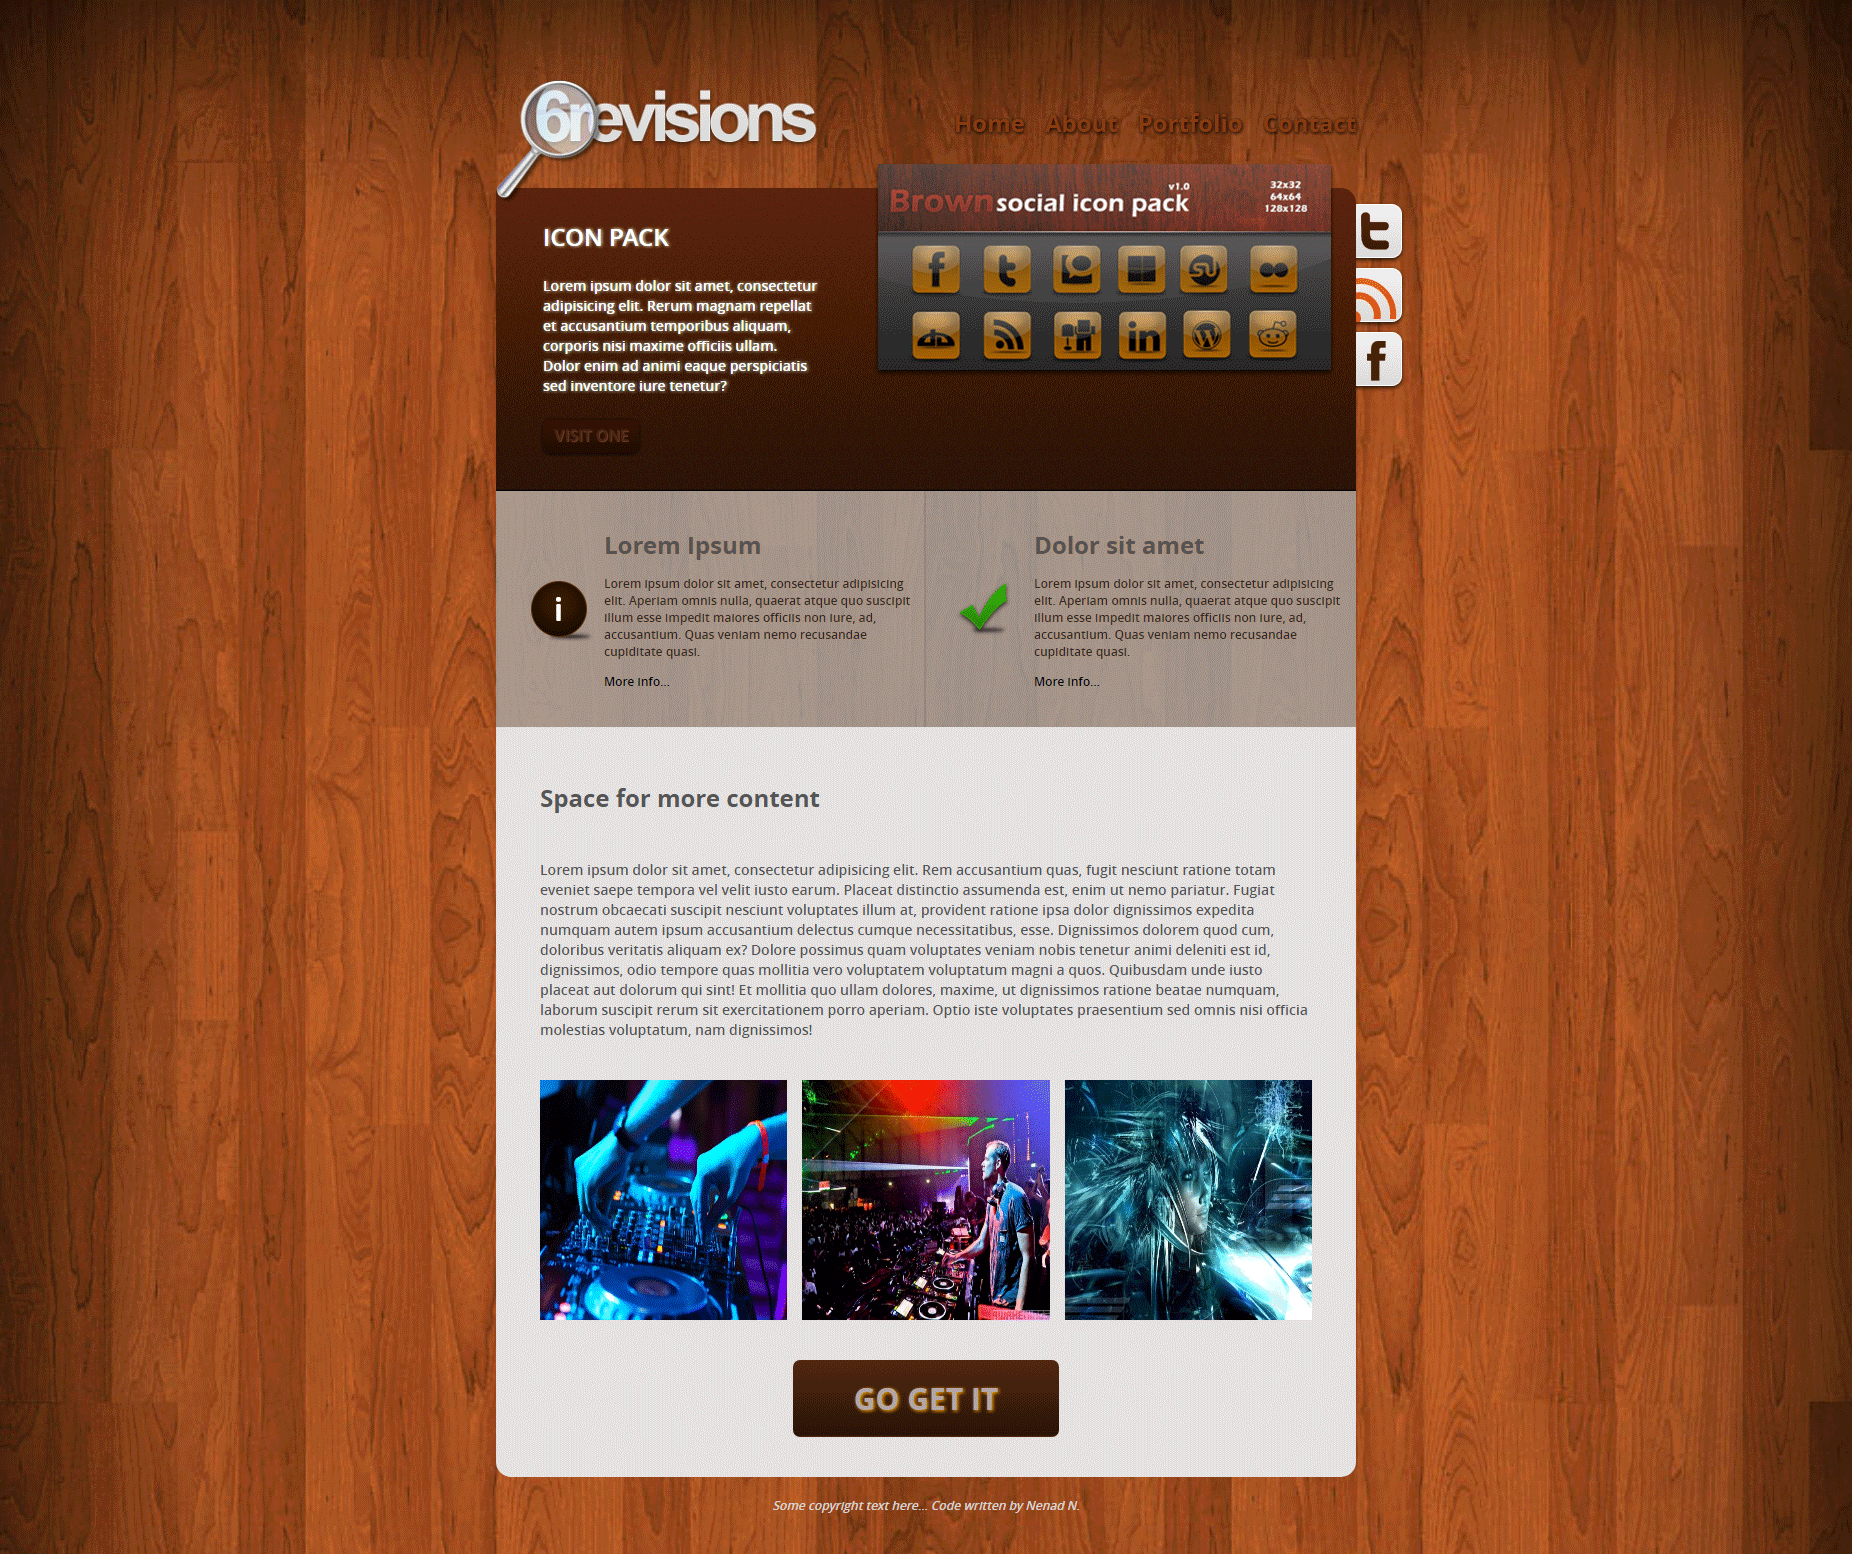 6revisions
Home About Portfolio Contact
Brown social icon pack v1.0
32x32
64x64
128x128
ICON PACK
Lorem ipsum dolor sit amet, consectetur
adipisicing elit. Rerum magnam repellat
et accusantium temporibus aliquam,
corporis nisi maxime officiis ullam.
Dolor enim ad animi eaque perspiciatis
sed inventore iure tenetur?
VISIT ONE
Lorem Ipsum
Lorem ipsum dolor sit amet, consectetur adipisicing
elit. Aperiam omnis nulla, quaerat atque quo suscipit
illum esse impedit maiores officiis non iure, ad,
accusantium. Quas veniam nemo recusandae
cupiditate quasi.
More info...
Dolor sit amet
Lorem ipsum dolor sit amet, consectetur adipisicing
elit. Aperiam omnis nulla, quaerat atque quo suscipit
illum esse impedit maiores officiis non iure, ad,
accusantium. Quas veniam nemo recusandae
cupiditate quasi.
More info...
Space for more content
Lorem ipsum dolor sit amet, consectetur adipisicing elit. Rem accusantium quas, fugit nesciunt ratione totam
eveniet saepe tempora vel velit iusto earum. Placeat distinctio assumenda est, enim ut nemo pariatur. Fugiat
nostrum obcaecati suscipit nesciunt voluptates illum at, provident ratione ipsa dolor dignissimos expedita
numquam autem ipsum accusantium delectus cumque necessitatibus, esse. Dignissimos dolorem quod cum,
doloribus veritatis aliquam ex? Dolore possimus quam voluptates veniam nobis tenetur animi deleniti est id,
dignissimos, odio tempore quas mollitia vero voluptatem voluptatum magni a quos. Quibusdam unde iusto
placeat aut dolorum qui sint! Et mollitia quo ullam dolores, maxime, ut dignissimos ratione beatae numquam,
laborum suscipit rerum sit exercitationem porro aperiam. Optio iste voluptates praesentium sed omnis nisi officia
molestias voluptatum, nam dignissimos!
GO GET IT
Some copyright text here... Code written by Nenad N.